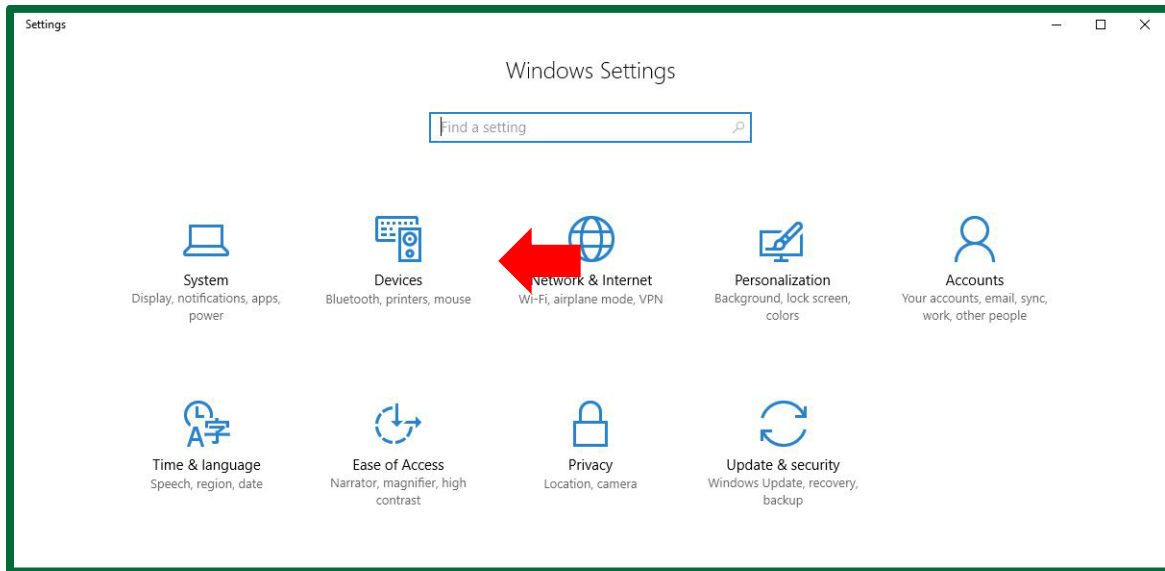 Settings
Windows Settings
Find a setting
System
Display, notifications, apps,
power
Devices
Bluetooth, printers, mouse
Network & Internet
Wi-Fi, airplane mode, VPN
Personalization
Background, lock screen,
colors
Accounts
Your accounts, email, sync,
work, other people
Time & language
Speech, region, date
Ease of Access
Narrator, magnifier, high
contrast
Privacy
Location, camera
Update & security
Windows Update, recovery,
backup